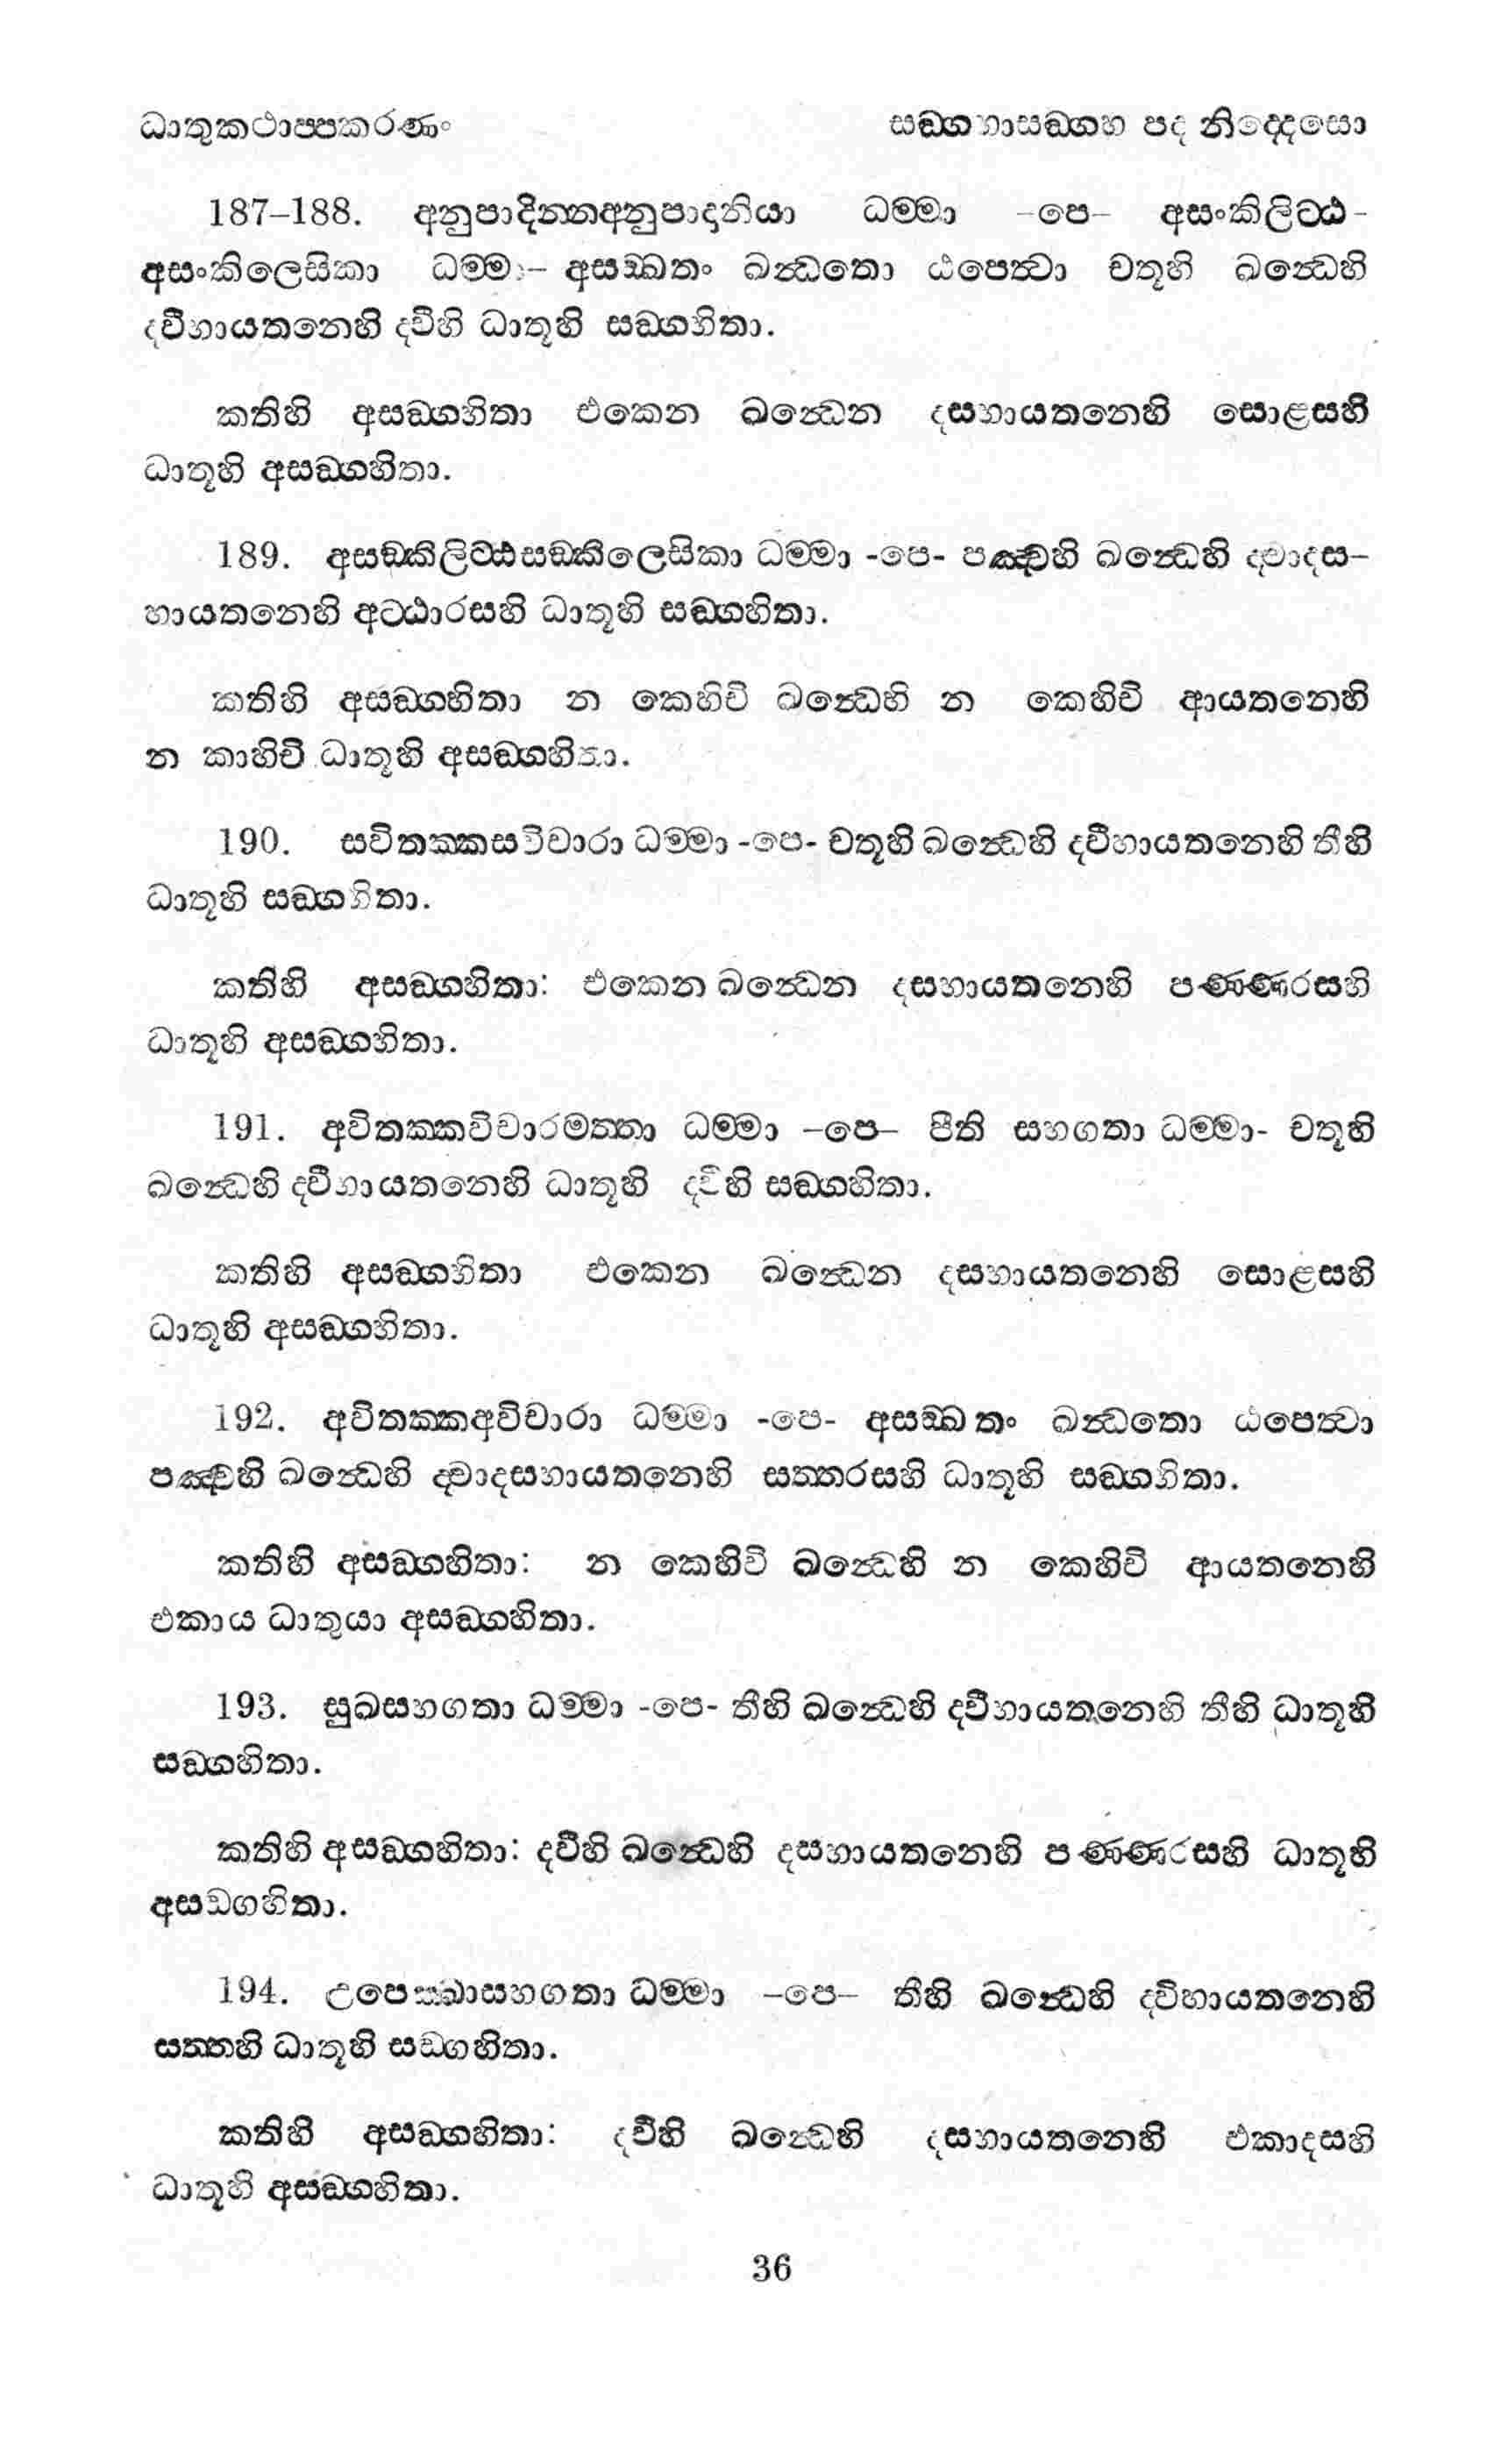 ධාතුකථාප්පකරණං සඞ්ගහාසඞ්ගහ පද නිද්දෙසො
187–188. අනුපාදින්නඅනුපාදානියා ධම්මා –පෙ– අසංකිලිට්ඨ-
අසංකිලෙසිකා ධම්මා– අසඞ්ඛතං ඛන්ධතො ඨපෙත්වා චතූහි ඛන්ධෙහි
ද්වීහායතනෙහි ද්වීහි ධාතූහි සඞ්ගහිතා.
කතිහි අසඞ්ගහිතා එකෙන ඛන්ධෙන දසහායතනෙහි සොළසහි
ධාතූහි අසඞ්ගහිතා.
189. අසඞ්කිලිට්ඨසඞ්කිලෙසිකා ධම්මා -පෙ- පඤ්චහි ඛන්ධෙහි ද්වාදස–
හායතනෙහි අට්ඨාරසහි ධාතූහි සඞ්ගහිතා.
කතිහි අසඞ්ගහිතා න කෙහිචි ඛන්ධෙහි න කෙහිචි ආයතනෙහි
න කාහිචි ධාතූහි අසඞ්ගහිතා.
190. සවිතක්කසවිචාරා ධම්මා -පෙ- චතූහි ඛන්ධෙහි ද්වීහායතනෙහි තීහි
ධාතූහි සඞ්ගහිතා.
කතිහි අසඞ්ගහිතා: එකෙන ඛන්ධෙන දසහායතනෙහි පණ්ණරසහි
ධාතූහි අසඞ්ගහිතා.
191. අවිතක්කවිචාරමත්තා ධම්මා –පෙ– පීති සහගතා ධම්මා- චතූහි
ඛන්ධෙහි ද්වීහායතනෙහි ධාතූහි ද්වීහි සඞ්ගහිතා.
කතිහි අසඞ්ගහිතා එකෙන ඛන්ධෙන දසහායතනෙහි සොළසහි
ධාතූහි අසඞ්ගහිතා.
192. අවිතක්කඅවිචාරා ධම්මා -පෙ- අසඞ්ඛතං ඛන්ධතො ඨපෙත්වා
පඤ්චහි ඛන්ධෙහි ද්වාදසහායතනෙහි සත්තරසහි ධාතූහි සඞ්ගහිතා.
කතිහි අසඞ්ගහිතා: න කෙහිචි ඛන්ධෙහි න කෙහිචි ආයතනෙහි
එකාය ධාතුයා අසඞ්ගහිතා.
193. සුඛසහගතා ධම්මා -පෙ- තීහි ඛන්ධෙහි ද්වීහායතනෙහි තීහි ධාතූහි
සඞ්ගහිතා.
කතිහි අසඞ්ගහිතා: ද්වීහි ඛන්ධෙහි දසහායතනෙහි පණ්ණරසහි ධාතූහි
අසඞ්ගහිතා.
194. උපෙක්ඛාසහගතා ධම්මා –පෙ– තීහි ඛන්ධෙහි ද්විහායතනෙහි
සත්තහි ධාතූහි සඞ්ගහිතා.
කතිහි අසඞ්ගහිතා: ද්වීහි ඛන්ධෙහි දසහායතනෙහි එකාදසහි
ධාතූහි අසඞ්ගහිතා.
36